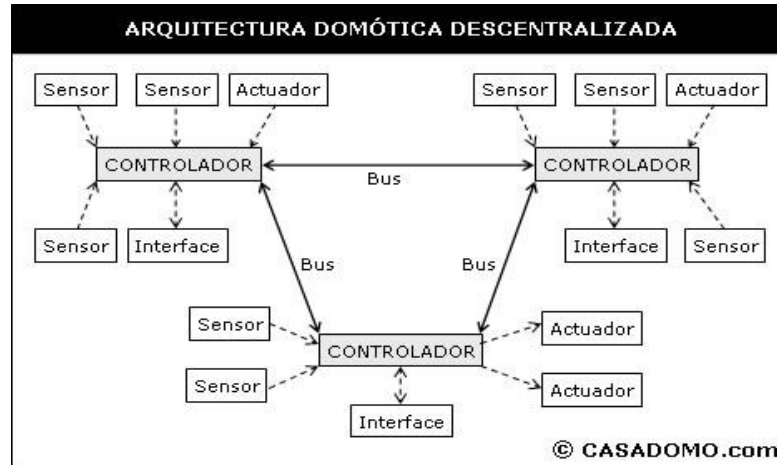 ARQUITECTURA DOMÓTICA DESCENTRALIZADA
Sensor Sensor Actuador Sensor Sensor Actuador
CONTROLADOR CONTROLADOR
Bus
Sensor Interface Interface Sensor
Bus Bus
Sensor Actuador
CONTROLADOR
Sensor Actuador
Interface
© CASADOMO.com